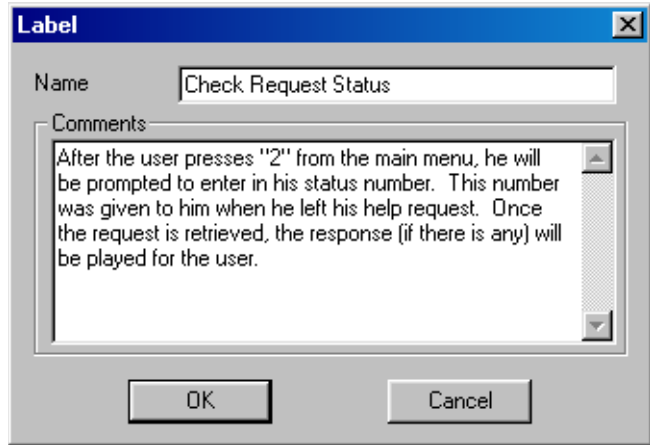 Label
Name Check Request Status
Comments
After the user presses "2" from the main menu, he will
be prompted to enter in his status number.  This number
was given to him when he left his help request.  Once
the request is retrieved, the response (if there is any) will
be played for the user.
OK Cancel